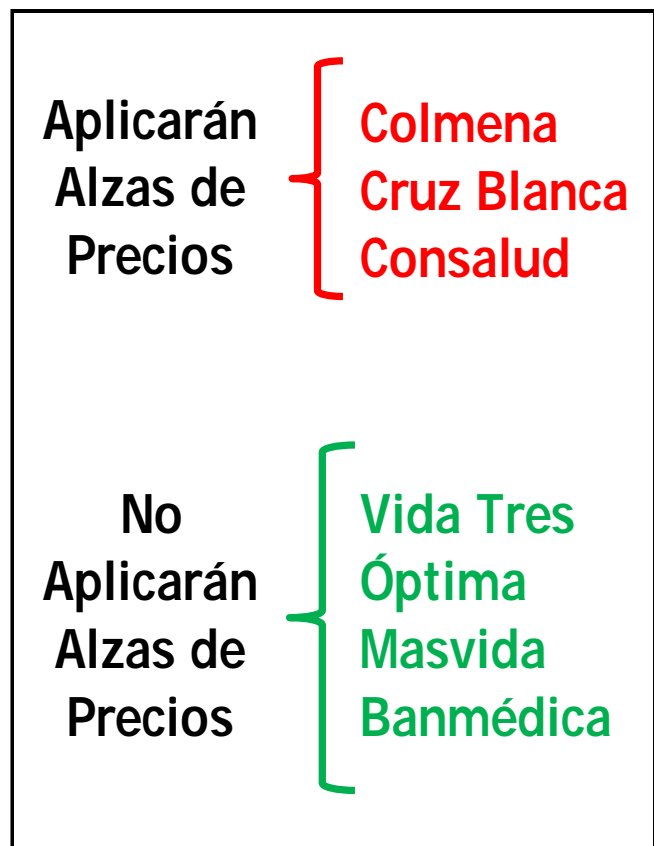 Aplicarán
Alzas de
Precios
Colmena
Cruz Blanca
Consalud
No
Aplicarán
Alzas de
Precios
Vida Tres
Óptima
Masvida
Banmédica